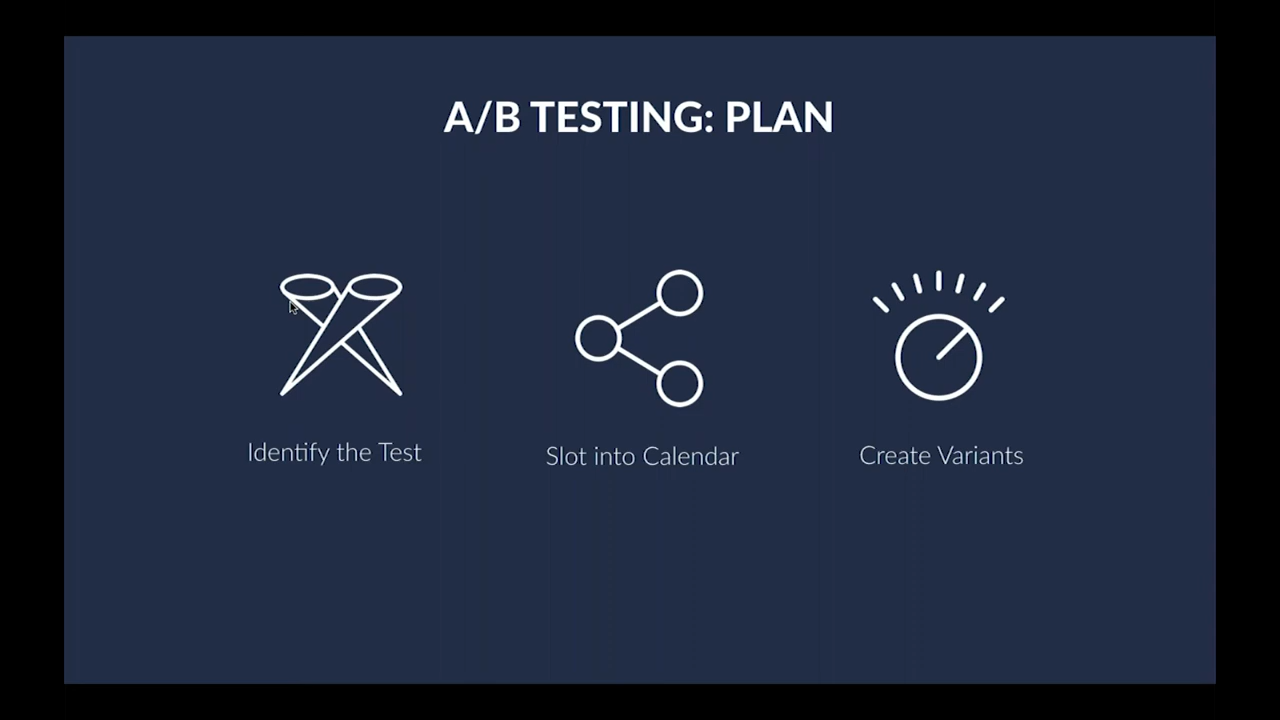 A/B TESTING: PLAN
Identify the Test
Slot into Calendar
Create Variants